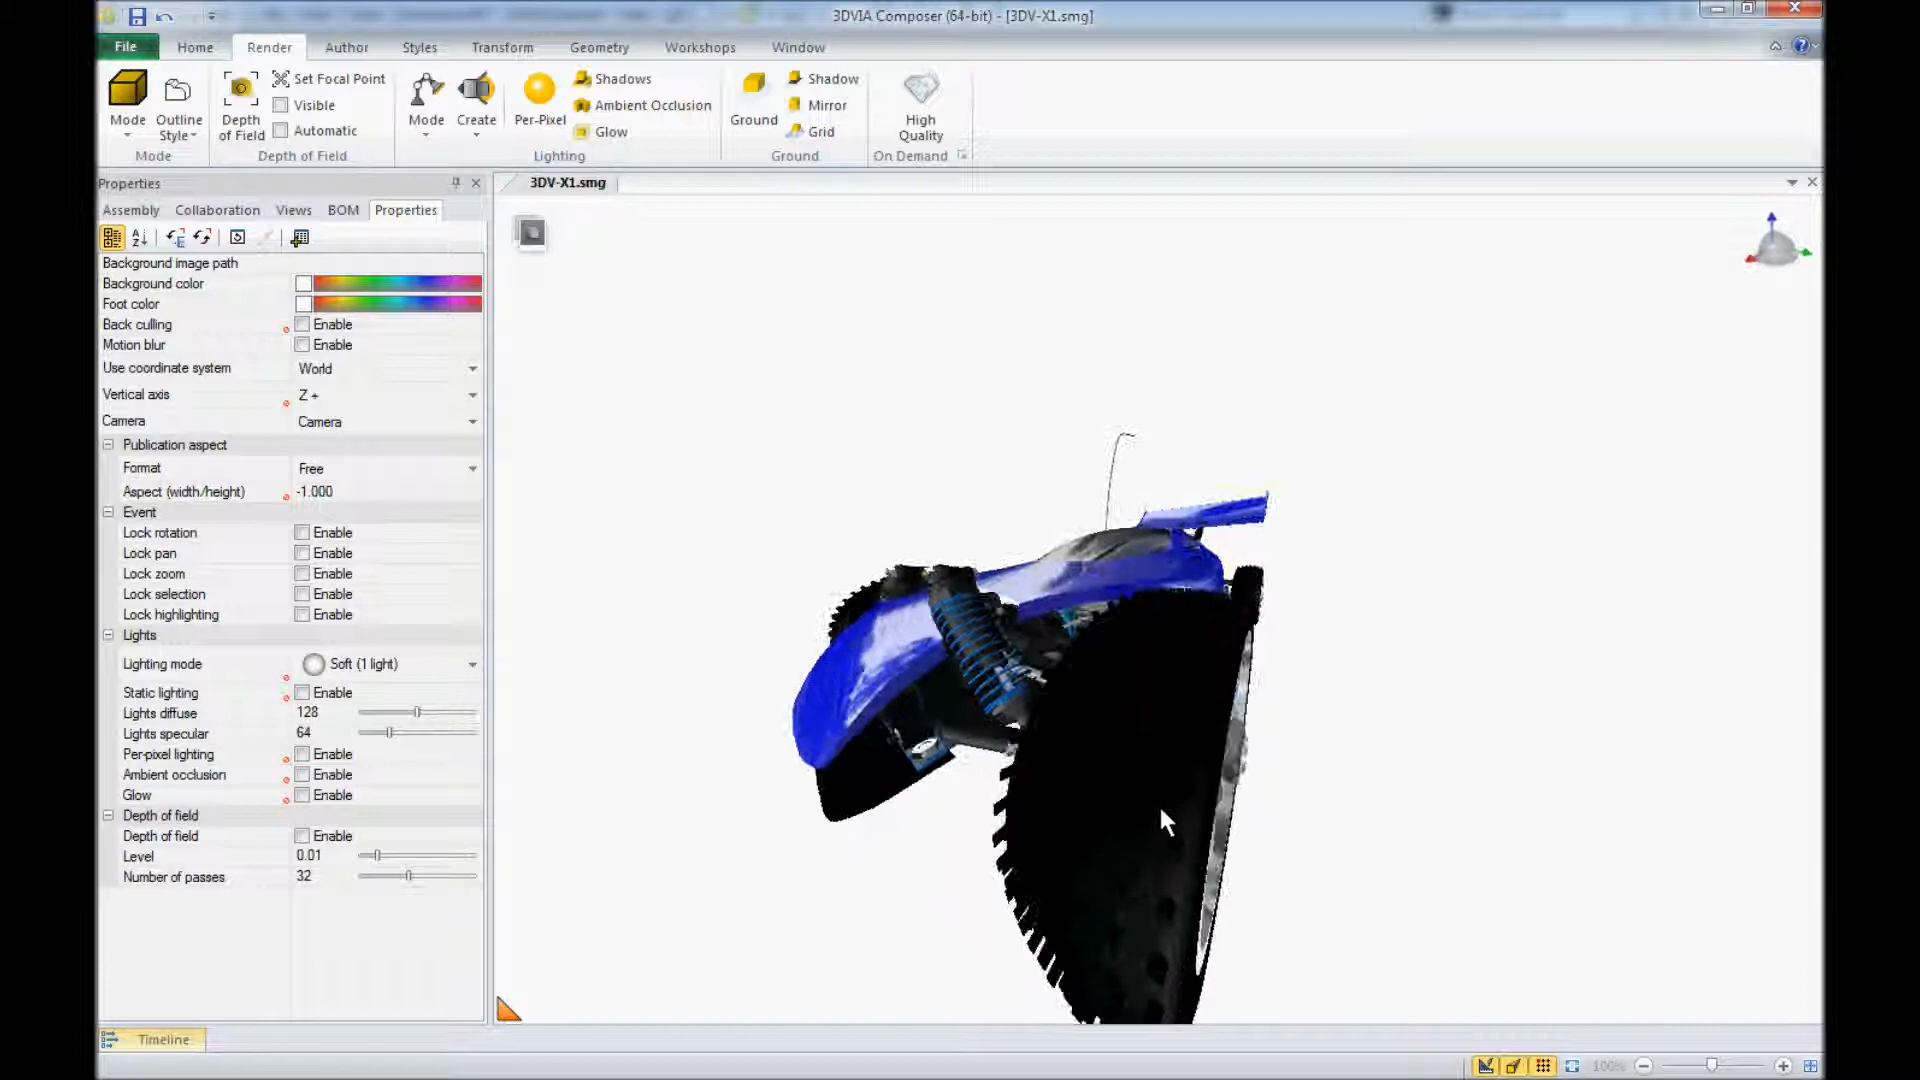 3DVIA Composer (64-bit) - [3DV-X1.smg]
File Home Render Author Styles Transform Geometry Workshops Window
Mode
Outline Style
Mode
Depth of Field
Set Focal Point
Visible
Automatic
Depth of Field
Mode
Create
Per-Pixel
Shadows
Ambient Occlusion
Glow
Lighting
Ground
Shadow
Mirror
Grid
Ground
High Quality
On Demand
Properties
3DV-X1.smg
Assembly Collaboration Views BOM Properties
Background image path
Background color
Foot color
Back culling Enable
Motion blur Enable
Use coordinate system World
Vertical axis Z +
Camera Camera
Publication aspect
Format Free
Aspect (width/height) -1.000
Event
Lock rotation Enable
Lock pan Enable
Lock zoom Enable
Lock selection Enable
Lock highlighting Enable
Lights
Lighting mode Soft (1 light)
Static lighting Enable
Lights diffuse 128
Lights specular 64
Per-pixel lighting Enable
Ambient occlusion Enable
Glow Enable
Depth of field
Depth of field Enable
Level 0.01
Number of passes 32
Timeline
100%